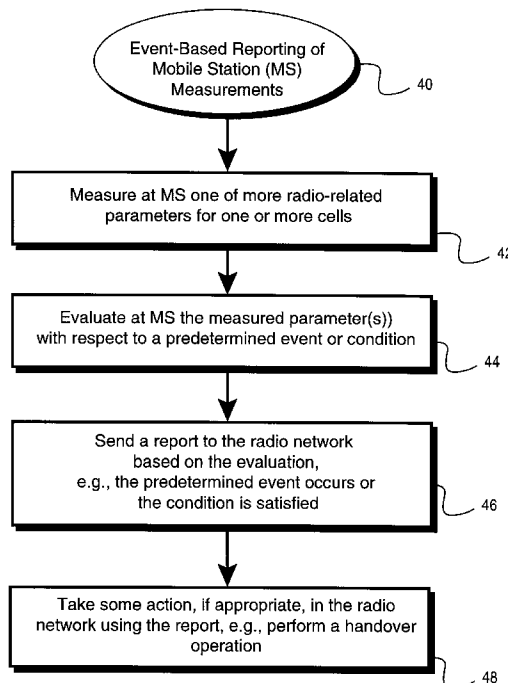 Event-Based Reporting of
Mobile Station (MS)
Measurements
40
Measure at MS one of more radio-related
parameters for one or more cells
42
Evaluate at MS the measured parameter(s))
with respect to a predetermined event or condition
44
Send a report to the radio network
based on the evaluation,
e.g., the predetermined event occurs or
the condition is satisfied
46
Take some action, if appropriate, in the radio
network using the report, e.g., perform a handover
operation
48